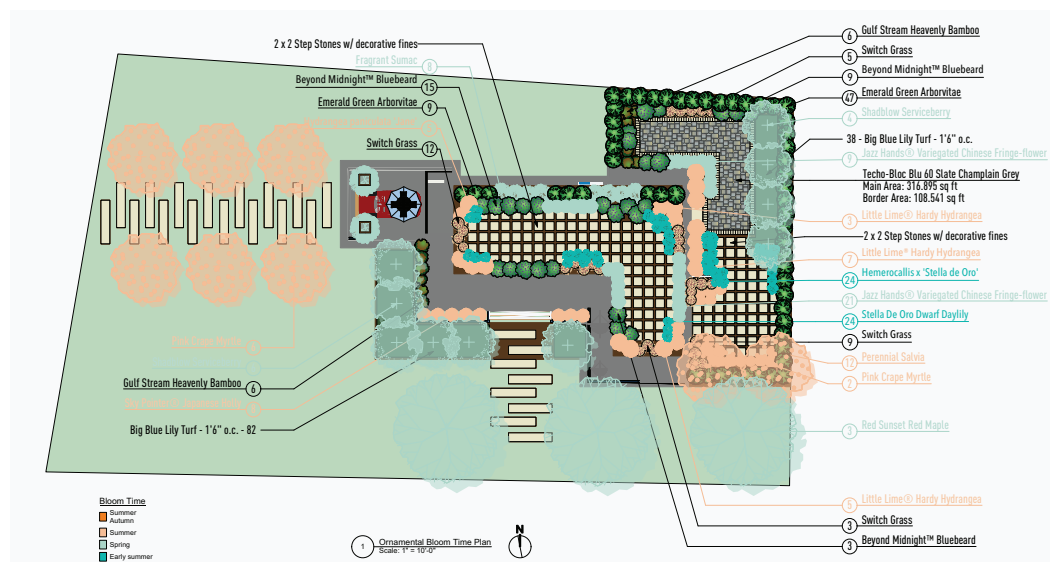 2 x 2 Step Stones w/ decorative fines
Fragrant Sumac
8
Beyond Midnight™ Bluebeard
15
Emerald Green Arborvitae
9
Switch Grass
12
6
Gulf Stream Heavenly Bamboo
5
Switch Grass
9
Beyond Midnight™ Bluebeard
47
Emerald Green Arborvitae
4
Shadblow Serviceberry
38 - Big Blue Lily Turf - 1'6" o.c.
9
Jazz Hands® Variegated Chinese Fringe-flower
Techo-Bloc Blu 60 Slate Champlain Grey
Main Area: 316.895 sq ft
Border Area: 108.541 sq ft
3
Little Lime® Hardy Hydrangea
2 x 2 Step Stones w/ decorative fines
7
Little Lime® Hardy Hydrangea
24
Hemerocallis x 'Stella de Oro'
21
Jazz Hands® Variegated Chinese Fringe-flower
24
Stella De Oro Dwarf Daylily
9
Switch Grass
12
Perennial Salvia
2
Pink Crape Myrtle
3
Red Sunset Red Maple
5
Little Lime® Hardy Hydrangea
3
Switch Grass
3
Beyond Midnight™ Bluebeard
Gulf Stream Heavenly Bamboo
6
Big Blue Lily Turf - 1'6" o.c. - 82
Bloom Time
Summer
Autumn
Summer
Spring
Early summer
1
Ornamental Bloom Time Plan
Scale: 1" = 10'-0"
N